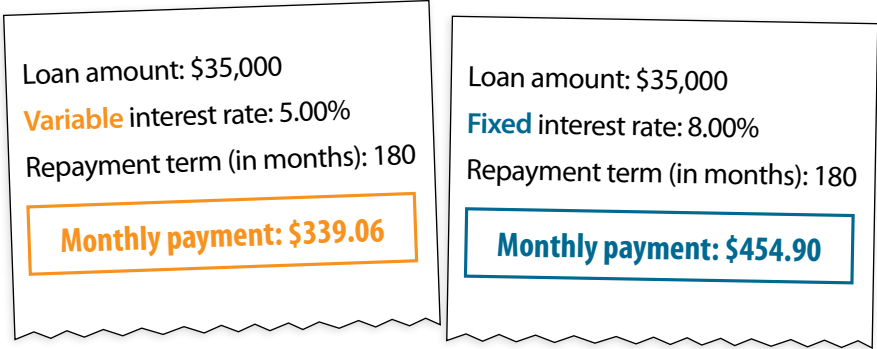 Loan amount: $35,000
Variable interest rate: 5.00%
Repayment term (in months): 180
Monthly payment: $339.06
Loan amount: $35,000
Fixed interest rate: 8.00%
Repayment term (in months): 180
Monthly payment: $454.90